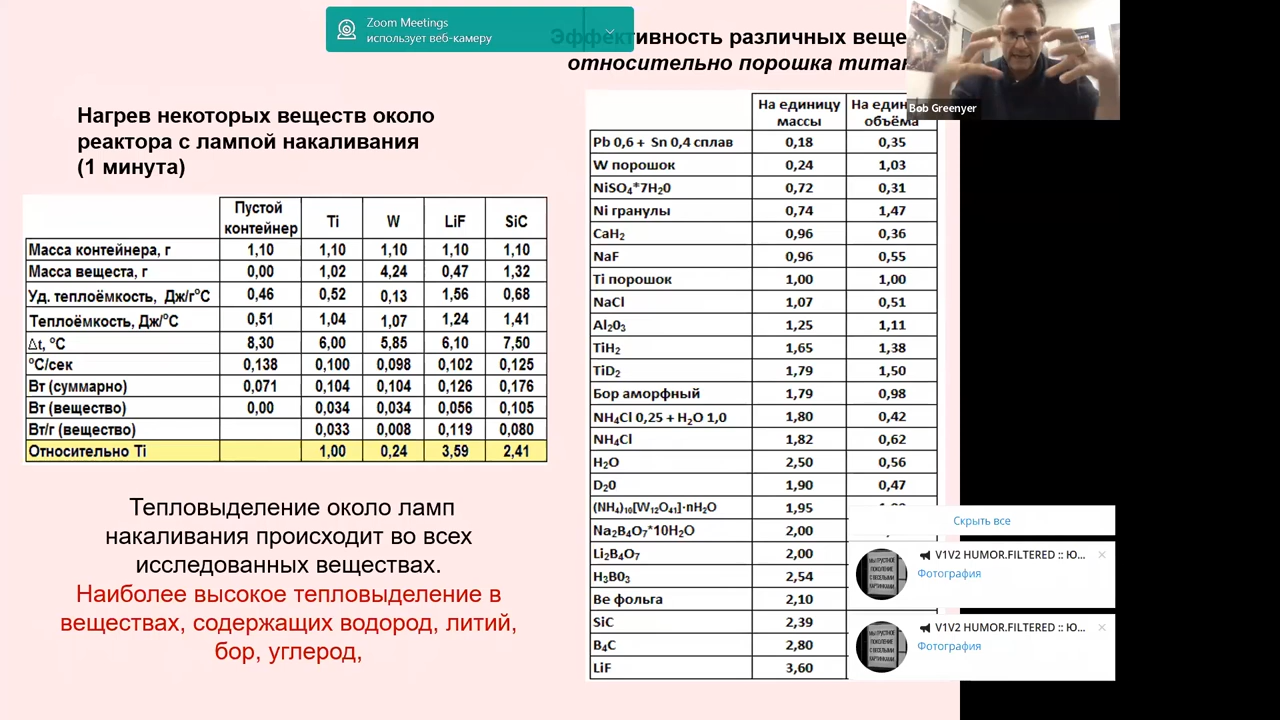 Zoom Meetings
использует веб-камеру
Эффективность различных веще
относительно порошка тита
Bob Greenyer
Нагрев некоторых веществ около
реактора с лампой накаливания
(1 минута)
Пустой контейнер Ti W LiF SiC
Масса контейнера, г 1,10 1,10 1,10 1,10 1,10
Масса вещеста, г 0,00 1,02 4,24 0,47 1,32
Уд. теплоёмкость, Дж/г°С 0,46 0,52 0,13 1,56 0,68
Теплоёмкость, Дж/°С 0,51 1,04 1,07 1,24 1,41
Δt, °С 8,30 6,00 5,85 6,10 7,50
°С/сек 0,138 0,100 0,098 0,102 0,125
Вт (суммарно) 0,071 0,104 0,104 0,126 0,176
Вт (вещество) 0,00 0,034 0,034 0,056 0,105
Вт/г (вещество) 0,033 0,008 0,119 0,080
Относительно Ti 1,00 0,24 3,59 2,41
Тепловыделение около ламп
накаливания происходит во всех
исследованных веществах.
Наиболее высокое тепловыделение в
веществах, содержащих водород, литий,
бор, углерод,
На единицу массы На един объёма
Pb 0,6 + Sn 0,4 сплав 0,18 0,35
W порошок 0,24 1,03
NiSO₄*7H₂0 0,72 0,31
Ni гранулы 0,74 1,47
CaH₂ 0,96 0,36
NaF 0,96 0,55
Ti порошок 1,00 1,00
NaCl 1,07 0,51
Al₂0₃ 1,25 1,11
TiH₂ 1,65 1,38
TiD₂ 1,79 1,50
Бор аморфный 1,79 0,98
NH₄Cl 0,25 + H₂O 1,0 1,80 0,42
NH₄Cl 1,82 0,62
H₂O 2,50 0,56
D₂0 1,90 0,47
(NH₄)₁₀[W₁₂O₄₁]·nH₂O 1,95
Na₂B₄O₇*10H₂O 2,00
Li₂B₄O₇ 2,00
H₃B0₃ 2,54
Be фольга 2,10
SiC 2,39
B₄C 2,80
LiF 3,60
Скрыть все
V1V2 HUMOR.FILTERED :: Ю...
Фотография
V1V2 HUMOR.FILTERED :: Ю...
Фотография